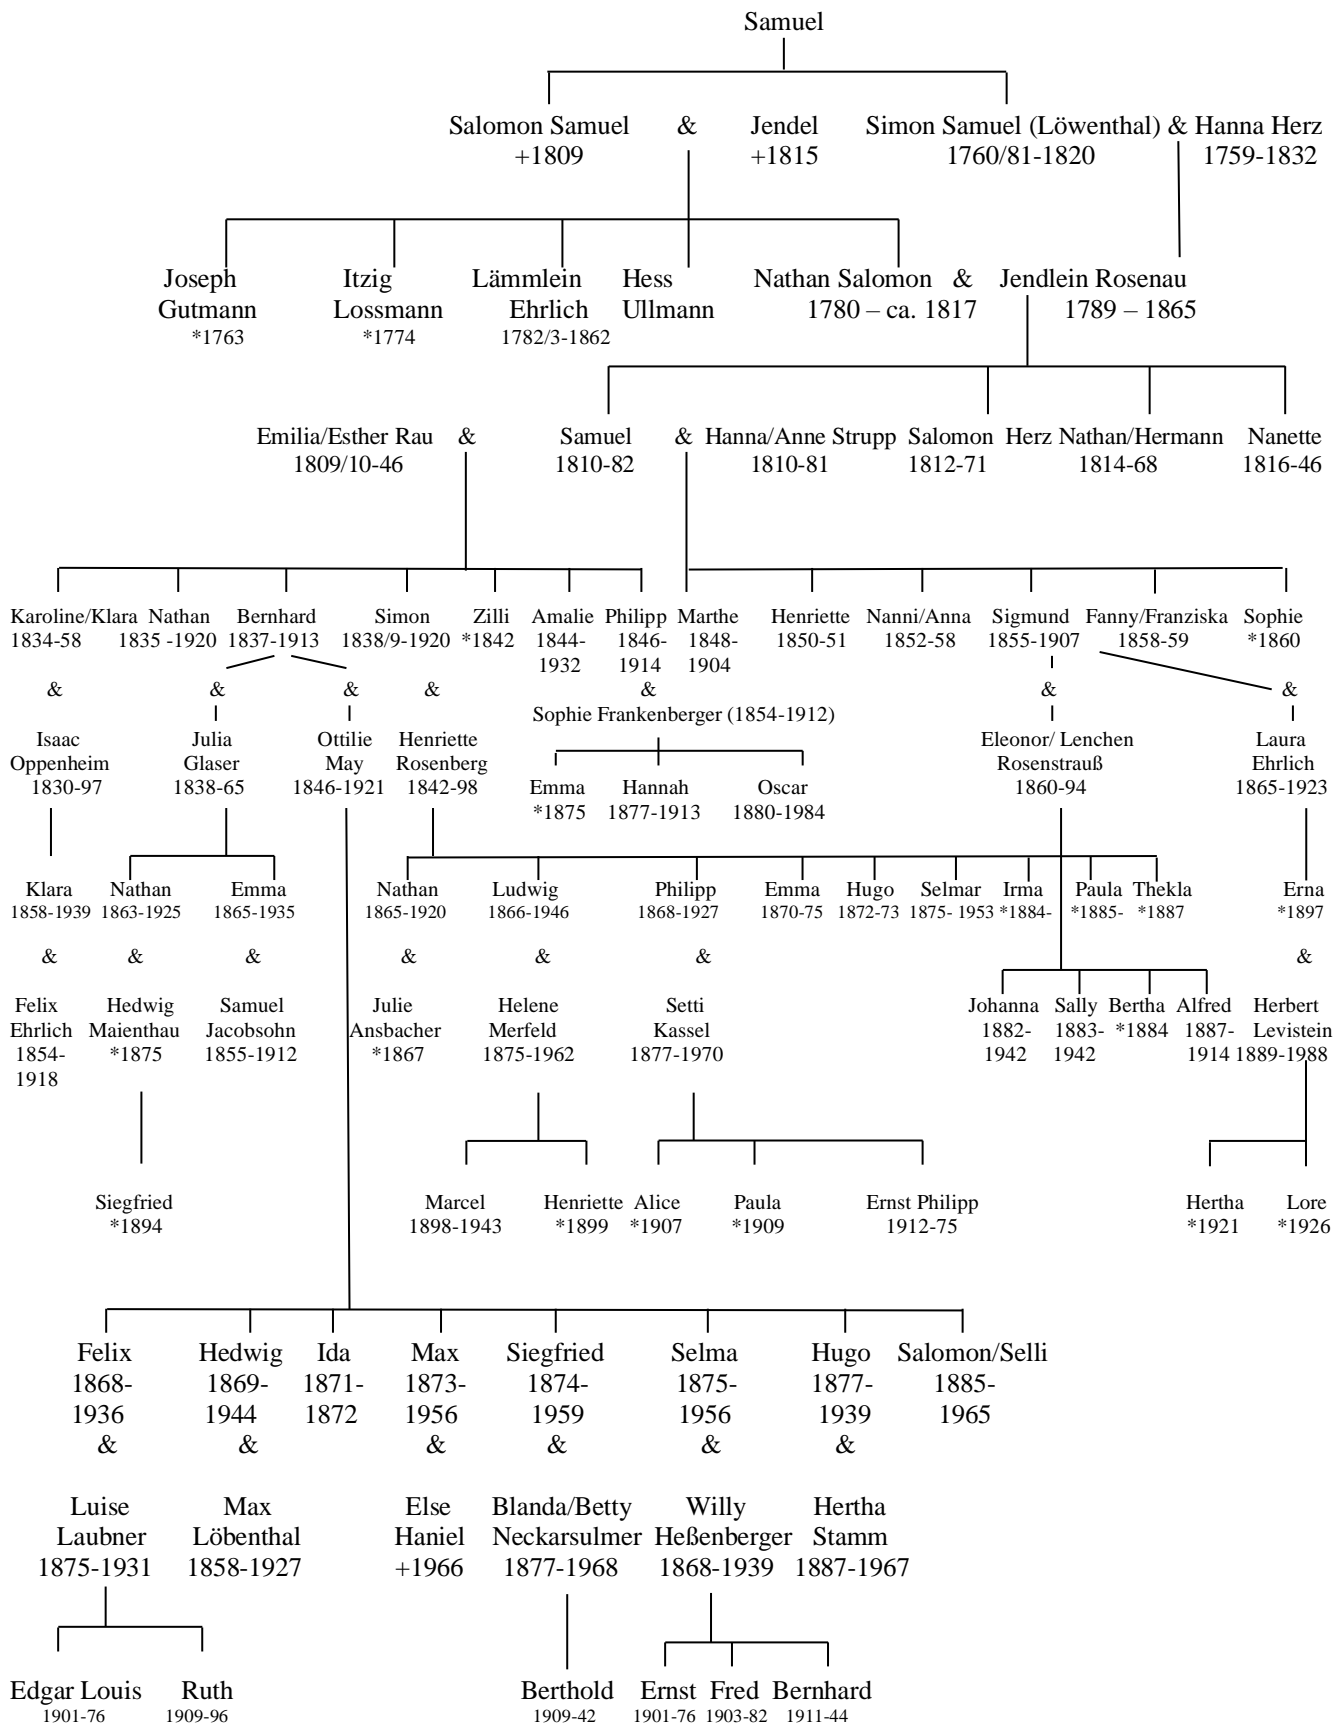 Samuel
Salomon Samuel & Jendel Simon Samuel (Löwenthal) & Hanna Herz
+1809 +1815 1760/81-1820 1759-1832
Joseph Itzig Lämmlein Hess Nathan Salomon & Jendlein Rosenau
Gutmann Lossmann Ehrlich Ullmann 1780 – ca. 1817 1789 – 1865
*1763 *1774 1782/3-1862
Emilia/Esther Rau & Samuel & Hanna/Anne Strupp Salomon Herz Nathan/Hermann Nanette
1809/10-46 1810-82 1810-81 1812-71 1814-68 1816-46
Karoline/Klara Nathan Bernhard Simon Zilli Amalie Philipp Marthe Henriette Nanni/Anna Sigmund Fanny/Franziska Sophie
1834-58 1835 -1920 1837-1913 1838/9-1920 *1842 1844- 1846- 1848- 1850-51 1852-58 1855-1907 1858-59 *1860
1932 1914 1904
& & & & & & &
Sophie Frankenberger (1854-1912)
Isaac Julia Ottilie Henriette Eleonor/ Lenchen Laura
Oppenheim Glaser May Rosenberg Rosenstrauß Ehrlich
1830-97 1838-65 1846-1921 1842-98 Emma Hannah Oscar 1860-94 1865-1923
*1875 1877-1913 1880-1984
Klara Nathan Emma Nathan Ludwig Philipp Emma Hugo Selmar Irma Paula Thekla Erna
1858-1939 1863-1925 1865-1935 1865-1920 1866-1946 1868-1927 1870-75 1872-73 1875- 1953 *1884- *1885- *1887 *1897
& & & & & & &
Felix Hedwig Samuel Julie Helene Setti Johanna Sally Bertha Alfred Herbert
Ehrlich Maienthau Jacobsohn Ansbacher Merfeld Kassel 1882- 1883- *1884 1887- Levistein
1854- *1875 1855-1912 *1867 1875-1962 1877-1970 1942 1942 1914 1889-1988
1918
Siegfried Marcel Henriette Alice Paula Ernst Philipp Hertha Lore
*1894 1898-1943 *1899 *1907 *1909 1912-75 *1921 *1926
Felix Hedwig Ida Max Siegfried Selma Hugo Salomon/Selli
1868- 1869- 1871- 1873- 1874- 1875- 1877- 1885-
1936 1944 1872 1956 1959 1956 1939 1965
& & & & & &
Luise Max Else Blanda/Betty Willy Hertha
Laubner Löbenthal Haniel Neckarsulmer Heßenberger Stamm
1875-1931 1858-1927 +1966 1877-1968 1868-1939 1887-1967
Edgar Louis Ruth Berthold Ernst Fred Bernhard
1901-76 1909-96 1909-42 1901-76 1903-82 1911-44